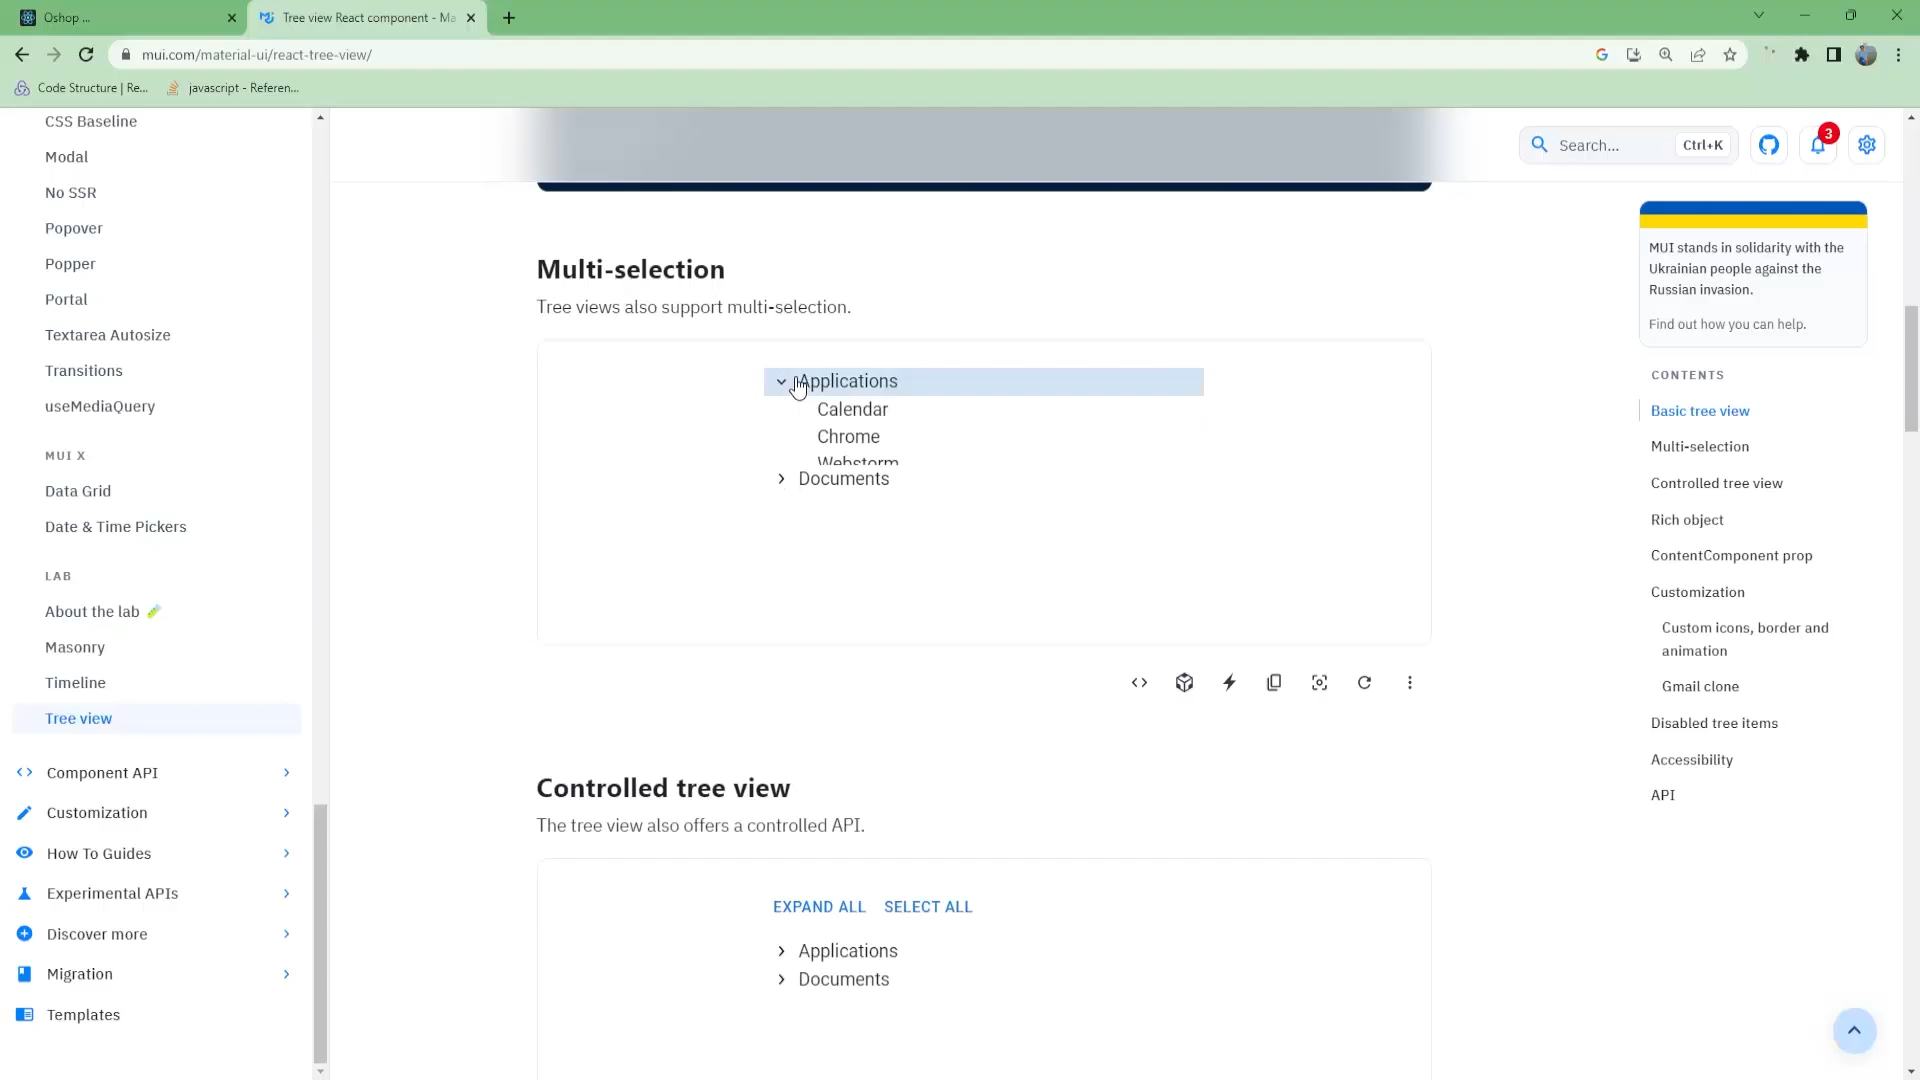 Oshop ...
Tree view React component - Ma
mui.com/material-ui/react-tree-view/
Code Structure | Re...
javascript - Referen...
CSS Baseline
Modal
No SSR
Popover
Popper
Portal
Textarea Autosize
Transitions
useMediaQuery
MUI X
Data Grid
Date & Time Pickers
LAB
About the lab
Masonry
Timeline
Tree view
Component API
Customization
How To Guides
Experimental APIs
Discover more
Migration
Templates
Search...
Ctrl+K
3
Multi-selection
Tree views also support multi-selection.
Applications
Calendar
Chrome
Webstorm
Documents
Controlled tree view
The tree view also offers a controlled API.
EXPAND ALL
SELECT ALL
Applications
Documents
MUI stands in solidarity with the
Ukrainian people against the
Russian invasion.
Find out how you can help.
CONTENTS
Basic tree view
Multi-selection
Controlled tree view
Rich object
ContentComponent prop
Customization
Custom icons, border and
animation
Gmail clone
Disabled tree items
Accessibility
API